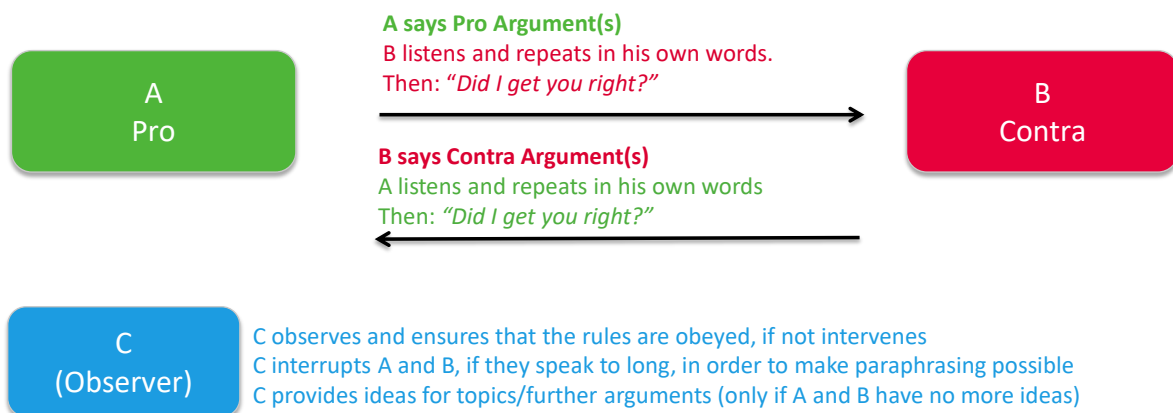 A says Pro Argument(s)
B listens and repeats in his own words.
Then: “Did I get you right?”
A
Pro
B
Contra
B says Contra Argument(s)
A listens and repeats in his own words
Then: “Did I get you right?”
C
(Observer)
C observes and ensures that the rules are obeyed, if not intervenes
C interrupts A and B, if they speak to long, in order to make paraphrasing possible
C provides ideas for topics/further arguments (only if A and B have no more ideas)